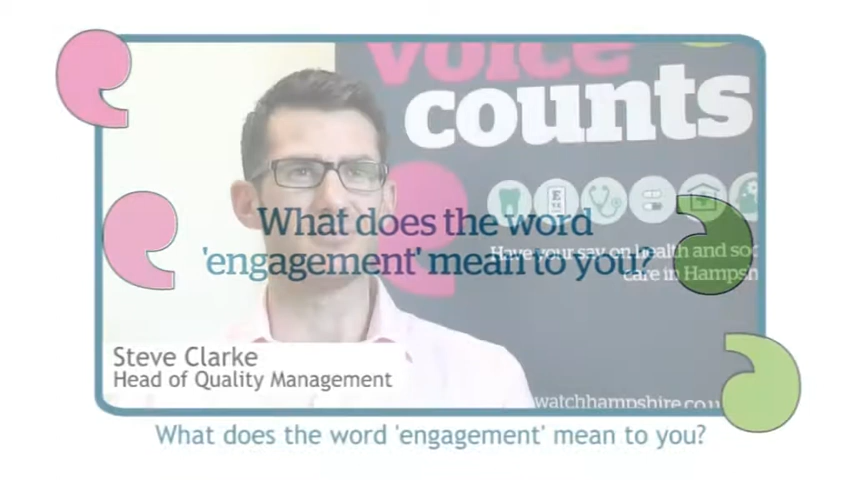 voice
counts
What does the word
'engagement' mean to you?
Have your say on health and soc
care in Hampsh
Steve Clarke
Head of Quality Management
watchhampshire.co.u
What does the word 'engagement' mean to you?